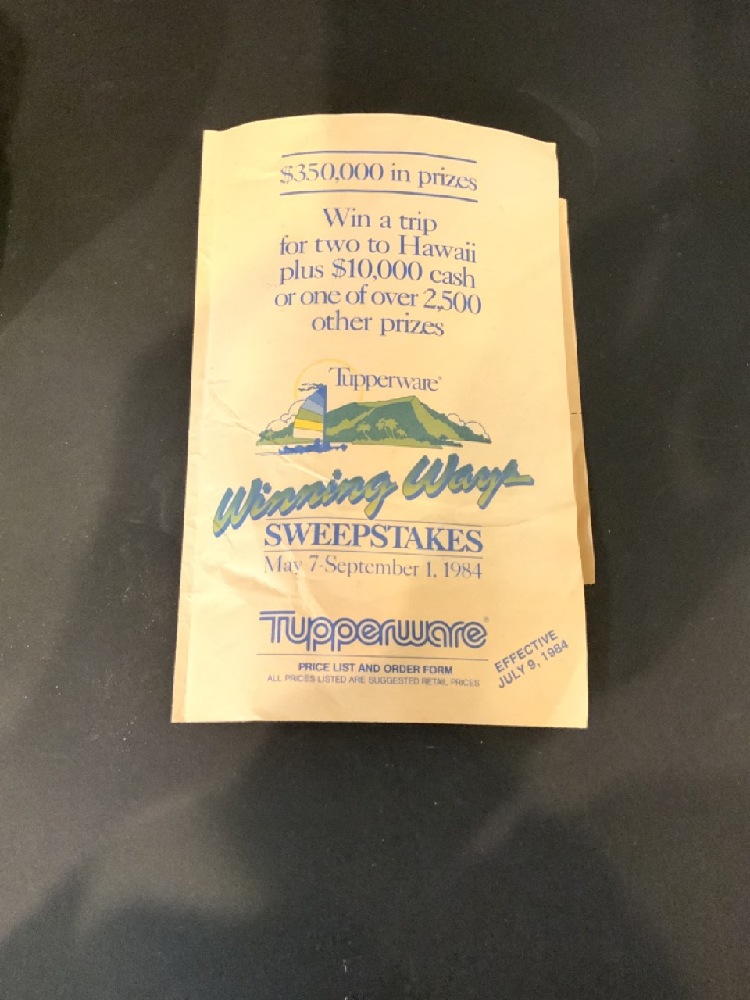 $350,000 in prizes
Win a trip
for two to Hawaii
plus $10,000 cash
or one of over 2,500
other prizes
Tupperware®
Winning Ways
SWEEPSTAKES
May 7-September 1, 1984
Tupperware®
PRICE LIST AND ORDER FORM
ALL PRICES LISTED ARE SUGGESTED RETAIL PRICES
EFFECTIVE
JULY 9, 1984